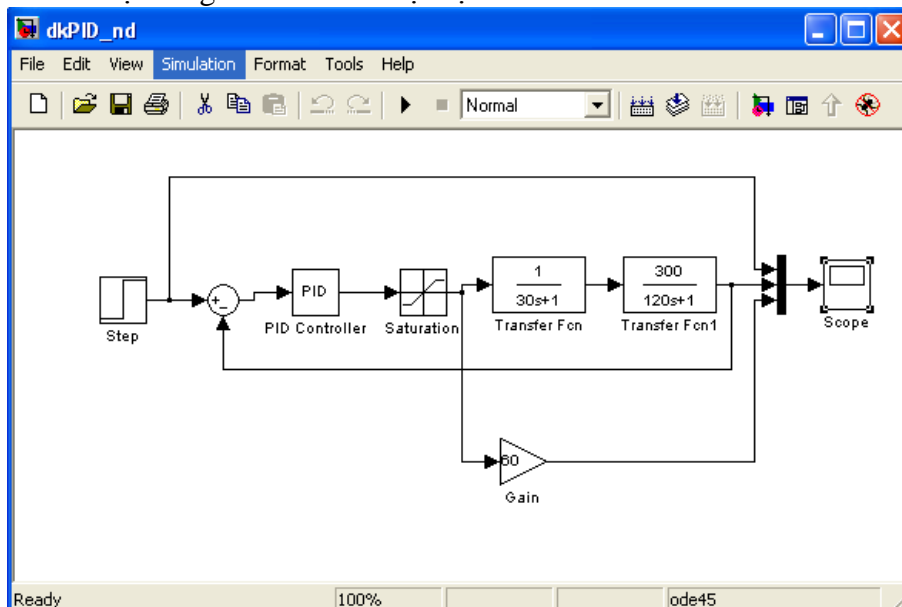 dkPID_nd
File Edit View Simulation Format Tools Help
Normal
Step
PID
PID Controller
Saturation
1
30s+1
Transfer Fcn
300
120s+1
Transfer Fcn1
Scope
60
Gain
Ready 100% ode45